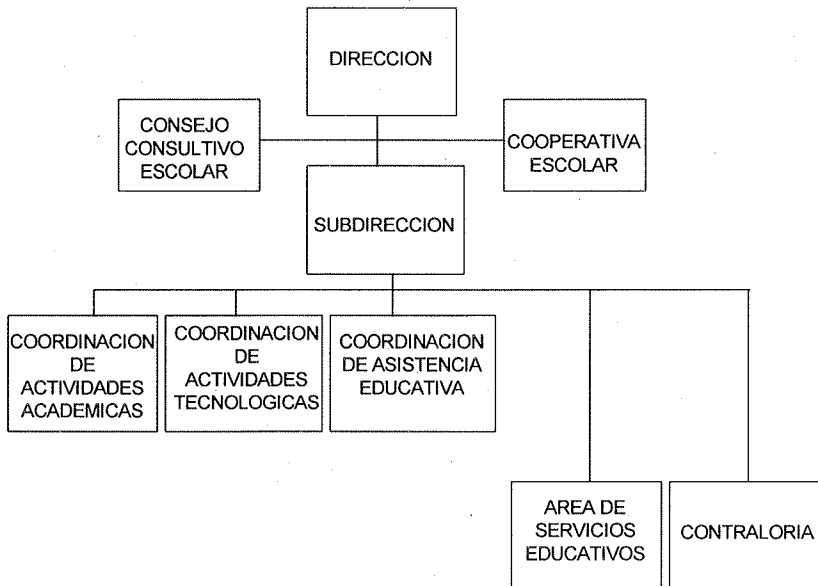 DIRECCION
CONSEJO
CONSULTIVO
ESCOLAR
COOPERATIVA
ESCOLAR
SUBDIRECCION
COORDINACION
DE
ACTIVIDADES
ACADEMICAS
COORDINACION
DE
ACTIVIDADES
TECNOLOGICAS
COORDINACION
DE ASISTENCIA
EDUCATIVA
AREA DE
SERVICIOS
EDUCATIVOS
CONTRALORIA